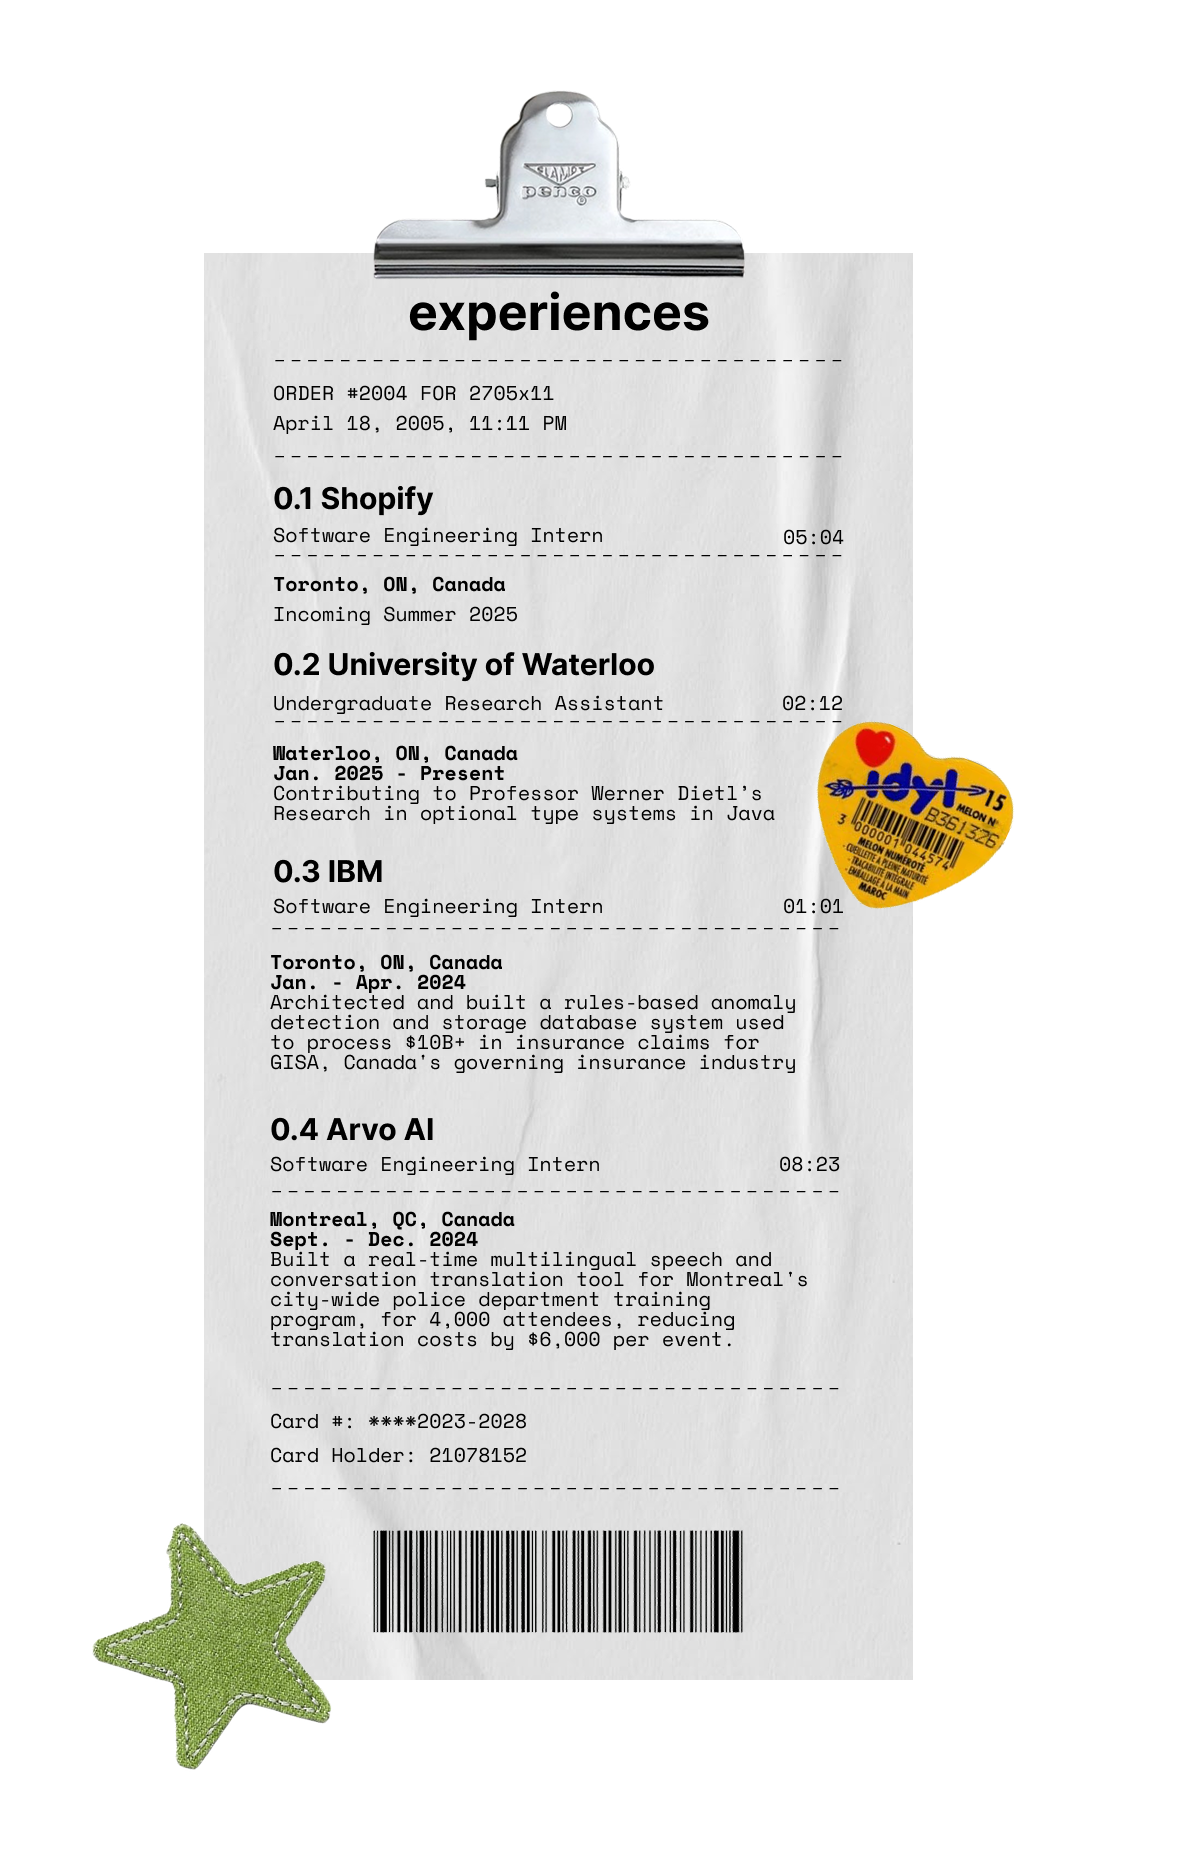 penco
®
experiences
ORDER #2004 FOR 2705x11
April 18, 2005, 11:11 PM
0.1 Shopify
Software Engineering Intern 05:04
Toronto, ON, Canada
Incoming Summer 2025
0.2 University of Waterloo
Undergraduate Research Assistant 02:12
Waterloo, ON, Canada
Jan. 2025 - Present
Contributing to Professor Werner Dietl's
Research in optional type systems in Java
idyl 15
MELON N°
B361326
3 000001 044574
MELON NUMÉROTÉ
- CUEILLETTE A PLEINE MATURITÉ
- TRACABILITÉ INTÉGRALE
- EMBALLAGE À LA MAIN
MAROC
0.3 IBM
Software Engineering Intern 01:01
Toronto, ON, Canada
Jan. - Apr. 2024
Architected and built a rules-based anomaly
detection and storage database system used
to process $10B+ in insurance claims for
GISA, Canada's governing insurance industry
0.4 Arvo AI
Software Engineering Intern 08:23
Montreal, QC, Canada
Sept. - Dec. 2024
Built a real-time multilingual speech and
conversation translation tool for Montreal's
city-wide police department training
program, for 4,000 attendees, reducing
translation costs by $6,000 per event.
Card #: ****2023-2028
Card Holder: 21078152